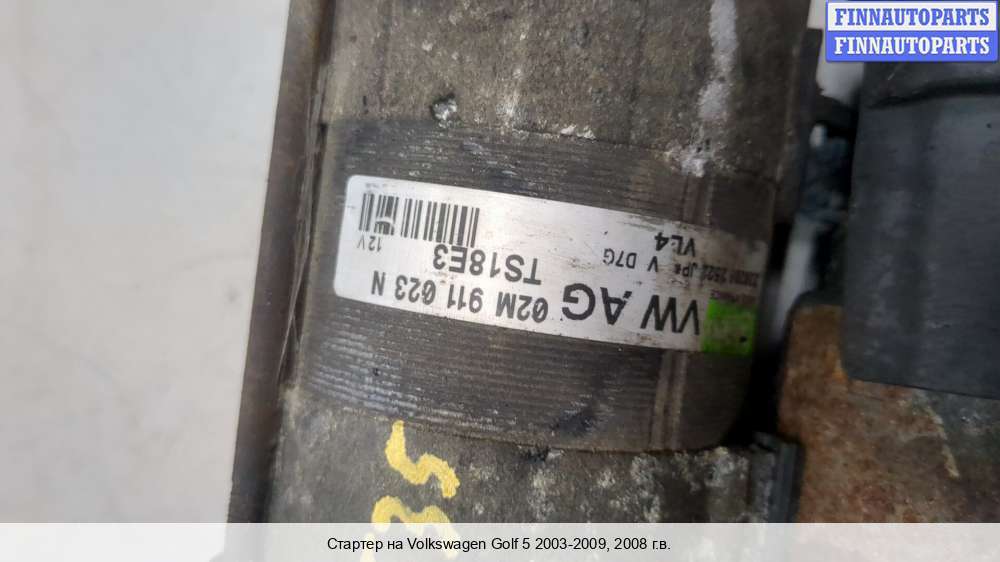 FINNAUTOPARTS
FINNAUTOPARTS
VW AG 02M 911 023 N
TS18E3
V D7G
VL4
12V
Стартер на Volkswagen Golf 5 2003-2009, 2008 г.в.